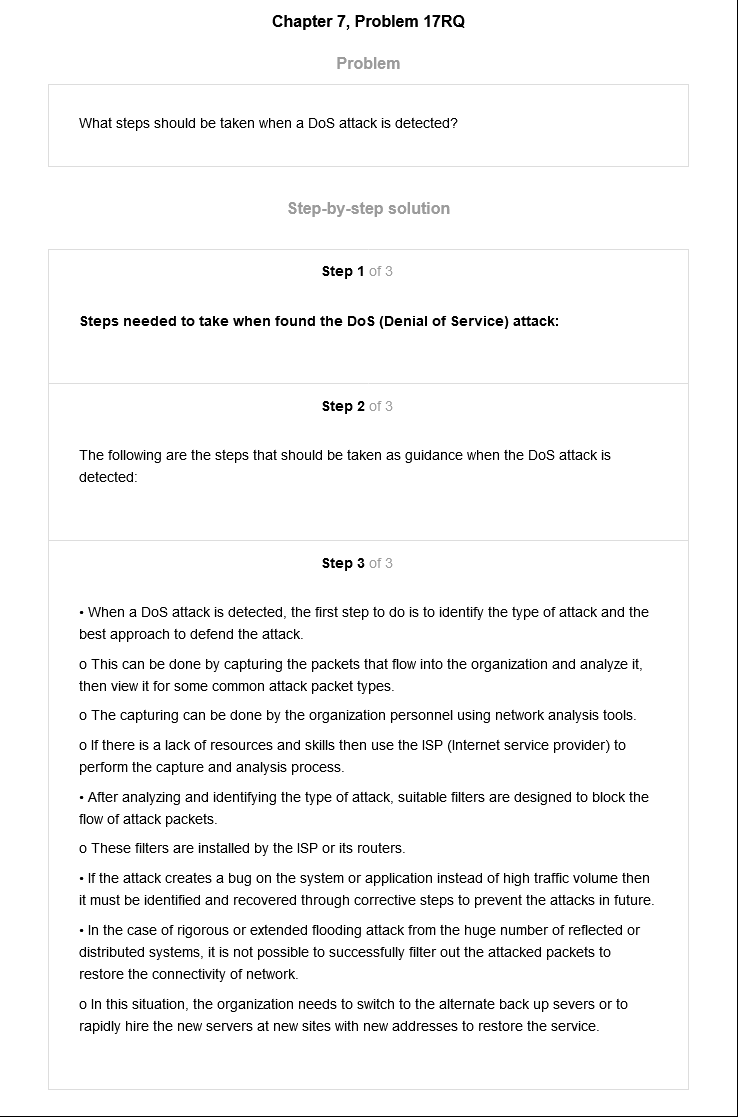 Chapter 7, Problem 17RQ
Problem
What steps should be taken when a DoS attack is detected?
Step-by-step solution
Step 1 of 3
Steps needed to take when found the DoS (Denial of Service) attack:
Step 2 of 3
The following are the steps that should be taken as guidance when the DoS attack is
detected:
Step 3 of 3
• When a DoS attack is detected, the first step to do is to identify the type of attack and the
best approach to defend the attack.
o This can be done by capturing the packets that flow into the organization and analyze it,
then view it for some common attack packet types.
o The capturing can be done by the organization personnel using network analysis tools.
o If there is a lack of resources and skills then use the ISP (Internet service provider) to
perform the capture and analysis process.
• After analyzing and identifying the type of attack, suitable filters are designed to block the
flow of attack packets.
o These filters are installed by the ISP or its routers.
• If the attack creates a bug on the system or application instead of high traffic volume then
it must be identified and recovered through corrective steps to prevent the attacks in future.
• In the case of rigorous or extended flooding attack from the huge number of reflected or
distributed systems, it is not possible to successfully filter out the attacked packets to
restore the connectivity of network.
o In this situation, the organization needs to switch to the alternate back up severs or to
rapidly hire the new servers at new sites with new addresses to restore the service.